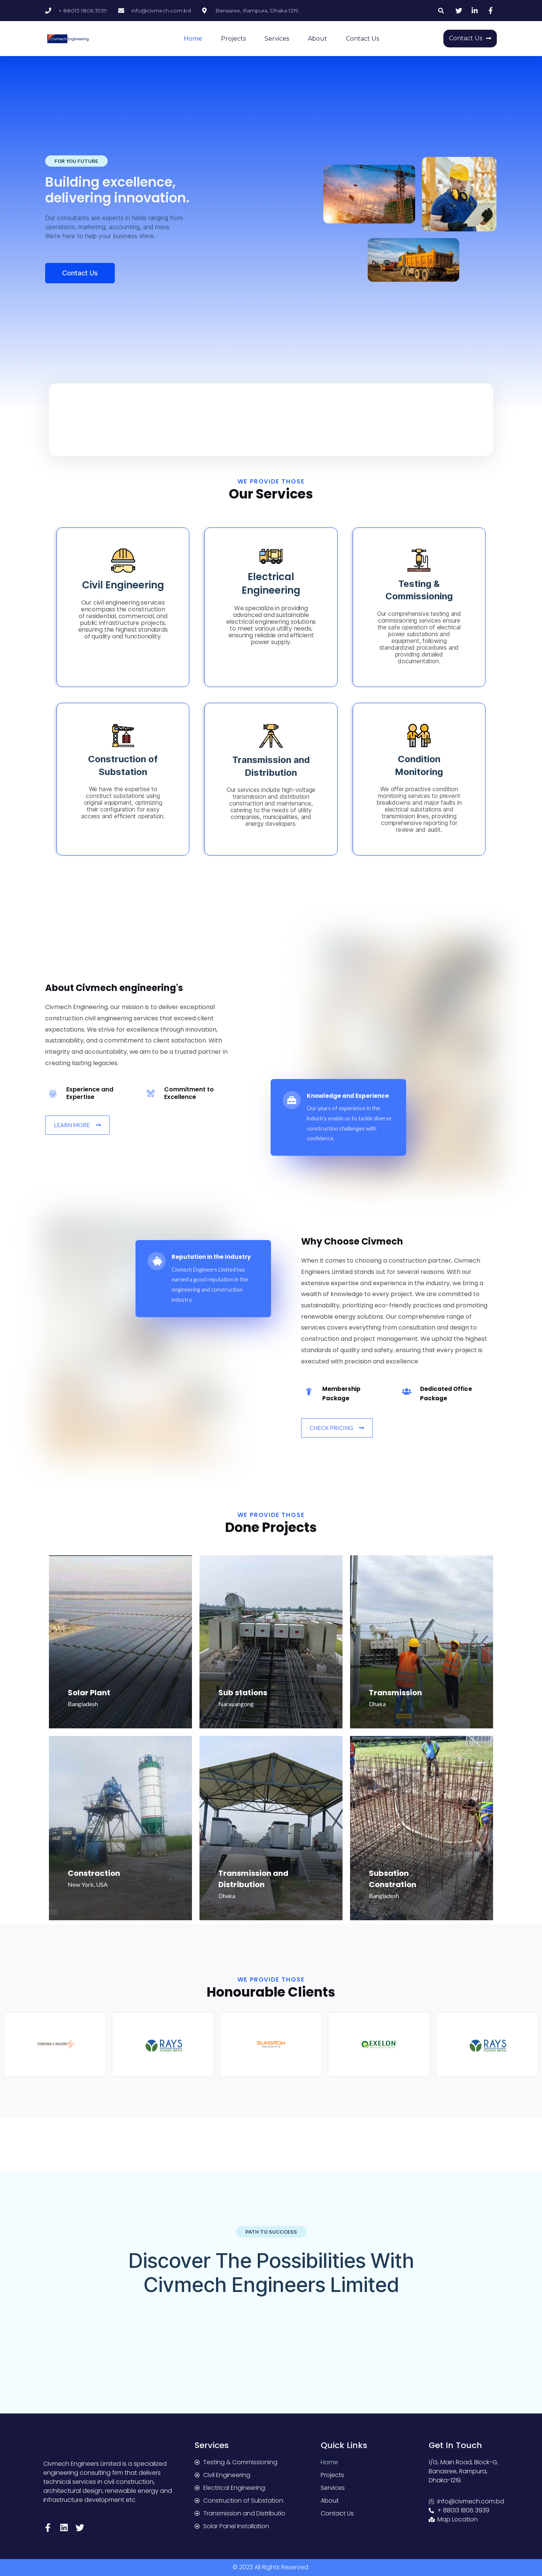 + 88013 1806 3939
info@civmech.com.bd
Banasree, Rampura, Dhaka-1219.
civmech engineering
Home
Projects
Services
About
Contact Us
Contact Us
FOR YOU FUTURE
Building excellence,
delivering innovation.
Our consultants are experts in fields ranging from
operations, marketing, accounting, and more.
We're here to help your business shine.
Contact Us
WE PROVIDE THOSE
Our Services
Civil Engineering
Our civil engineering services
encompass the construction
of residential, commercial, and
public infrastructure projects,
ensuring the highest standards
of quality and functionality.
Electrical
Engineering
We specialize in providing
advanced and sustainable
electrical engineering solutions
to meet various utility needs,
ensuring reliable and efficient
power supply.
Testing &
Commissioning
Our comprehensive testing and
commissioning services ensure
the safe operation of electrical
power substations and
equipment, following
standardized procedures and
providing detailed
documentation.
Construction of
Substation
We have the expertise to
construct substations using
original equipment, optimizing
their configuration for easy
access and efficient operation.
Transmission and
Distribution
Our services include high-voltage
transmission and distribution
construction and maintenance,
catering to the needs of utility
companies, municipalities, and
energy developers.
Condition
Monitoring
We offer proactive condition
monitoring services to prevent
breakdowns and major faults in
electrical substations and
transmission lines, providing
comprehensive reporting for
review and audit.
About Civmech engineering's
Civmech Engineering, our mission is to deliver exceptional
construction civil engineering services that exceed client
expectations. We strive for excellence through innovation,
sustainability, and a commitment to client satisfaction. With
integrity and accountability, we aim to be a trusted partner in
creating lasting legacies.
Experience and
Expertise
Commitment to
Excellence
LEARN MORE
Knowledge and Experience
Our years of experience in the
industry enable us to tackle diverse
construction challenges with
confidence.
Reputation in the Industry
Civmech Engineers Limited has
earned a good reputation in the
engineering and construction
industry.
Why Choose Civmech
When it comes to choosing a construction partner, Civmech
Engineers Limited stands out for several reasons. With our
extensive expertise and experience in the industry, we bring a
wealth of knowledge to every project. We are committed to
sustainability, prioritizing eco-friendly practices and promoting
renewable energy solutions. Our comprehensive range of
services covers everything from consultation and design to
construction and project management. We uphold the highest
standards of quality and safety, ensuring that every project is
executed with precision and excellence
Membership
Package
Dedicated Office
Package
CHECK PRICING
WE PROVIDE THOSE
Done Projects
Solar Plant
Bangladesh
Sub stations
Narayangong
Transmission
Dhaka
Constraction
New York, USA
Transmission and
Distribution
Dhaka
Subsation
Constration
Bangladesh
WE PROVIDE THOSE
Honourable Clients
RAYS
POWER INFRA
SUNGROW
EXELON
RAYS
POWER INFRA
PATH TO SUCCCESS
Discover The Possibilities With
Civmech Engineers Limited
Civmech Engineers Limited is a specialized
engineering consulting firm that delivers
technical services in civil construction,
architectural design, renewable energy and
infrastructure development etc.
Services
Testing & Commissioning
Civil Engineering
Electrical Engineering:
Construction of Substation:
Transmission and Distributio
Solar Panel Installation
Quick Links
Home
Projects
Services
About
Contact Us
Get In Touch
1/G, Main Road, Block-G,
Banasree, Rampura,
Dhaka-1219.
info@civmech.com.bd
+ 88013 1806 3939
Map Location
© 2023 All Rights Reserved.